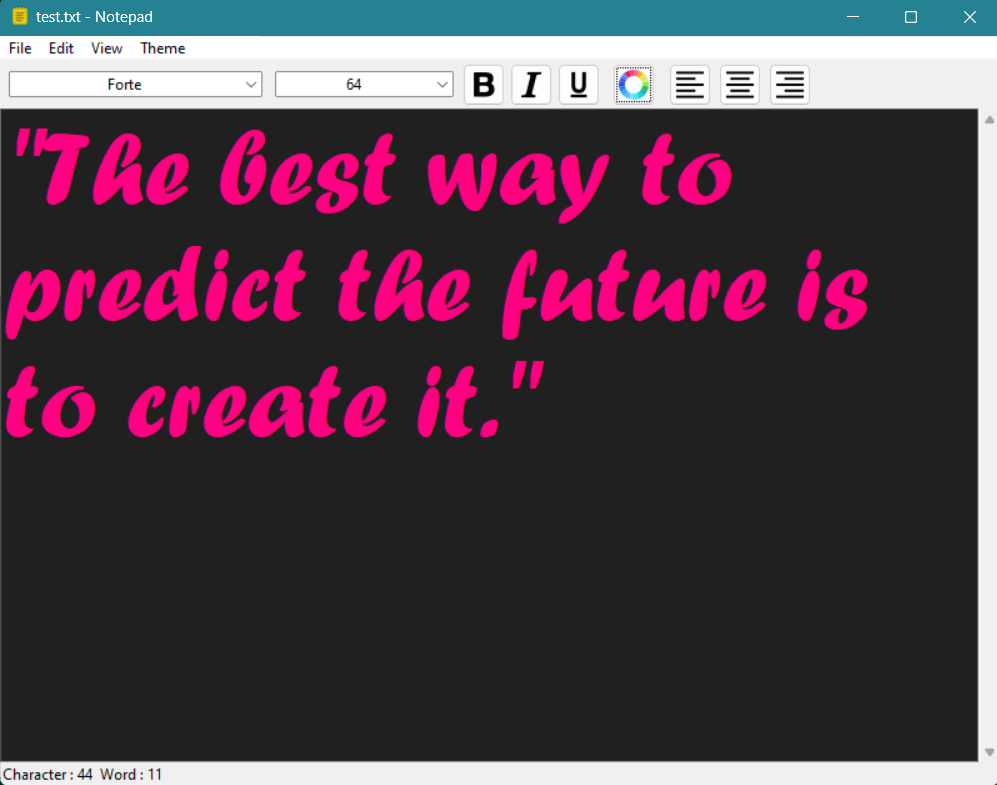 test.txt - Notepad
File Edit View Theme
Forte 64 B I U
"The best way to
predict the future is
to create it."
Character : 44 Word : 11